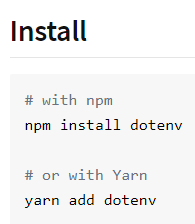 Install
# with npm
npm install dotenv
# or with Yarn
yarn add dotenv